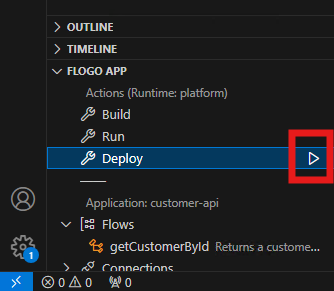 OUTLINE
TIMELINE
FLOGO APP
Actions (Runtime: platform)
Build
Run
Deploy
Application: customer-api
Flows
getCustomerById Returns a custome...
Connections
1
0 0 0